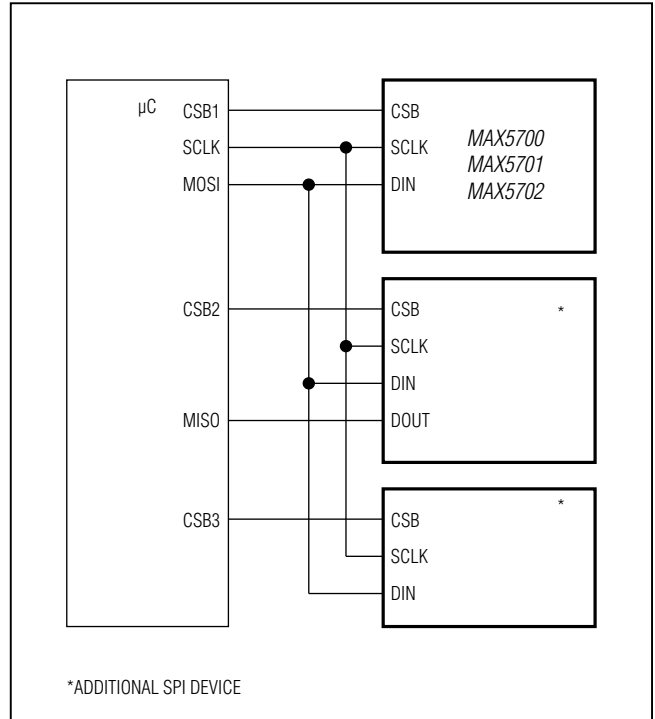 µC
CSB1
SCLK
MOSI
CSB2
MISO
CSB3
CSB
SCLK
DIN
MAX5700
MAX5701
MAX5702
CSB
*
SCLK
DIN
DOUT
CSB
*
SCLK
DIN
*ADDITIONAL SPI DEVICE